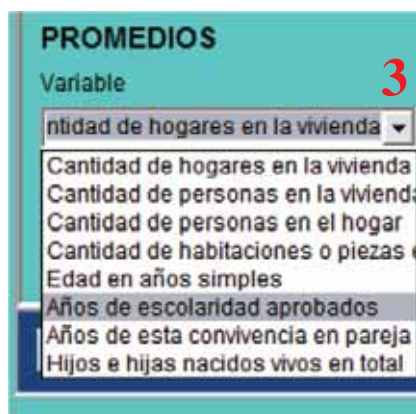 PROMEDIOS
Variable
3
ntidad de hogares en la vivienda
Cantidad de hogares en la vivienda
Cantidad de personas en la viviend
Cantidad de personas en el hogar
Cantidad de habitaciones o piezas e
Edad en años simples
Años de escolaridad aprobados
Años de esta convivencia en pareja
Hijos e hijas nacidos vivos en total